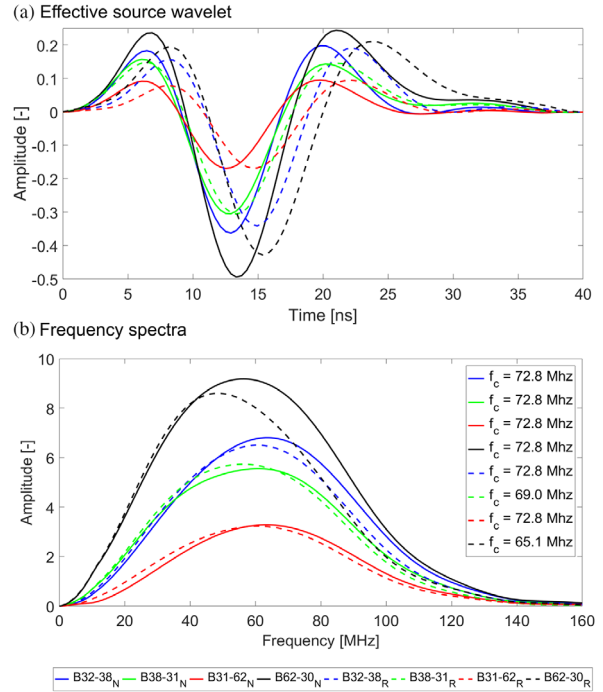 (a) Effective source wavelet
0.2
0.1
0
-0.1
-0.2
-0.3
-0.4
-0.5
Amplitude [-]
0 5 10 15 20 25 30 35 40
Time [ns]
(b) Frequency spectra
10
8
6
4
2
0
Amplitude [-]
f_c = 72.8 Mhz
f_c = 72.8 Mhz
f_c = 72.8 Mhz
f_c = 72.8 Mhz
f_c = 72.8 Mhz
f_c = 69.0 Mhz
f_c = 72.8 Mhz
f_c = 65.1 Mhz
0 20 40 60 80 100 120 140 160
Frequency [MHz]
B32-38_N B38-31_N B31-62_N B62-30_N B32-38_R B38-31_R B31-62_R B62-30_R